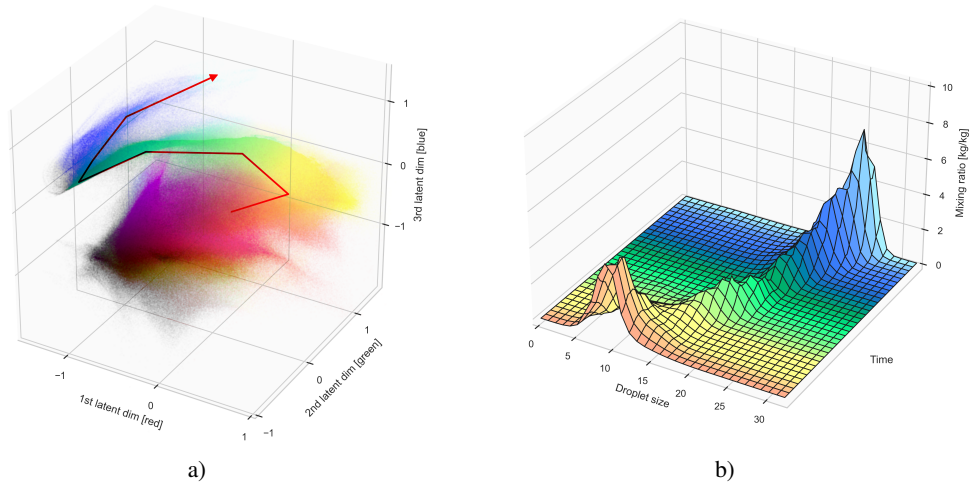 1
0
−1
3rd latent dim [blue]
−1
0
1
1st latent dim [red]
−1
0
1
2nd latent dim [green]
a)
10
8
6
4
2
0
Mixing ratio [kg/kg]
0
5
10
15
20
25
30
Droplet size
Time
b)